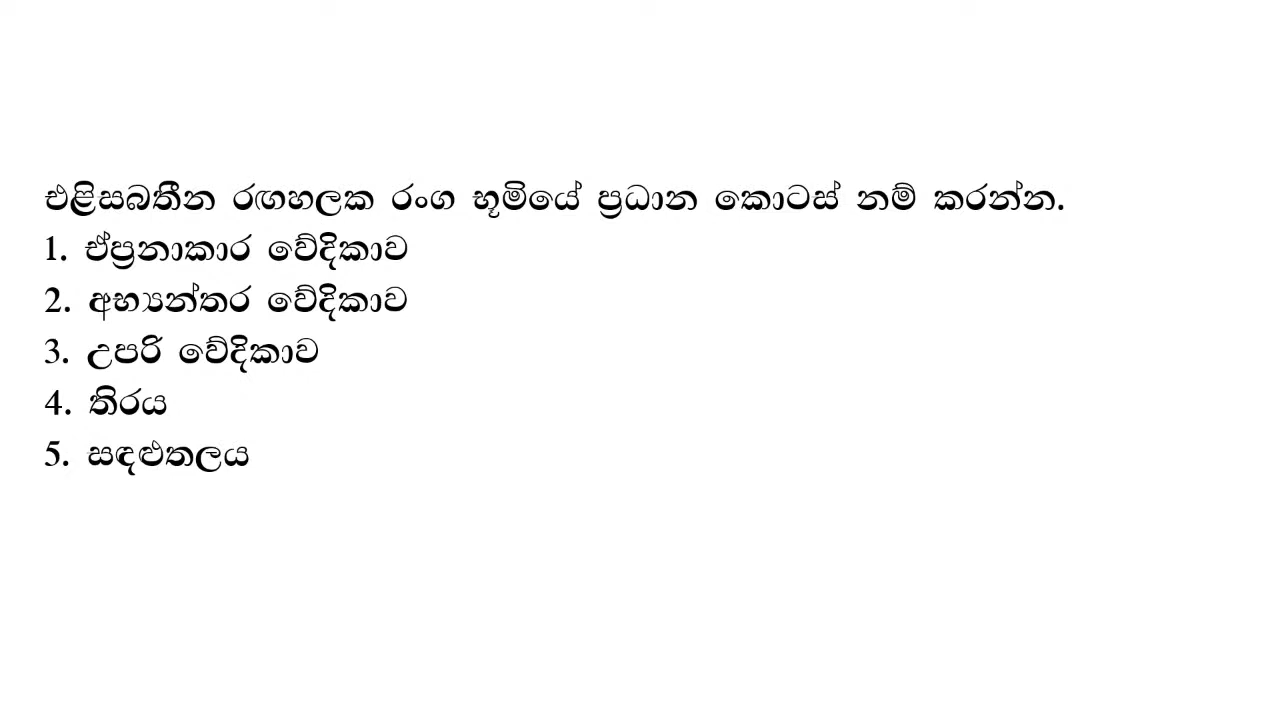 එළිසබතීන රඟහලක රංග භූමියේ ප්‍රධාන කොටස් නම් කරන්න.
1. ඒප්‍රනාකාර වේදිකාව
2. අභ්‍යන්තර වේදිකාව
3. උපරි වේදිකාව
4. තිරය
5. සඳළුතලය